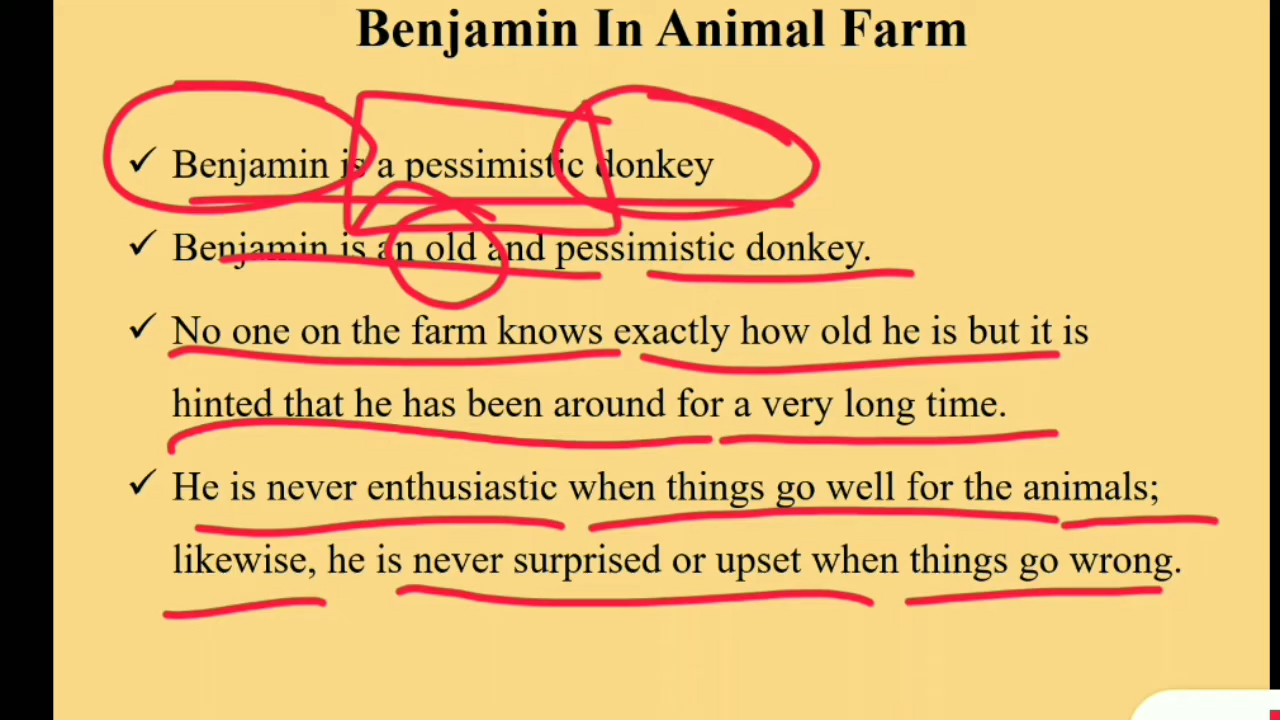 Benjamin In Animal Farm
✓ Benjamin is a pessimistic donkey
✓ Benjamin is an old and pessimistic donkey.
✓ No one on the farm knows exactly how old he is but it is
hinted that he has been around for a very long time.
✓ He is never enthusiastic when things go well for the animals;
likewise, he is never surprised or upset when things go wrong.